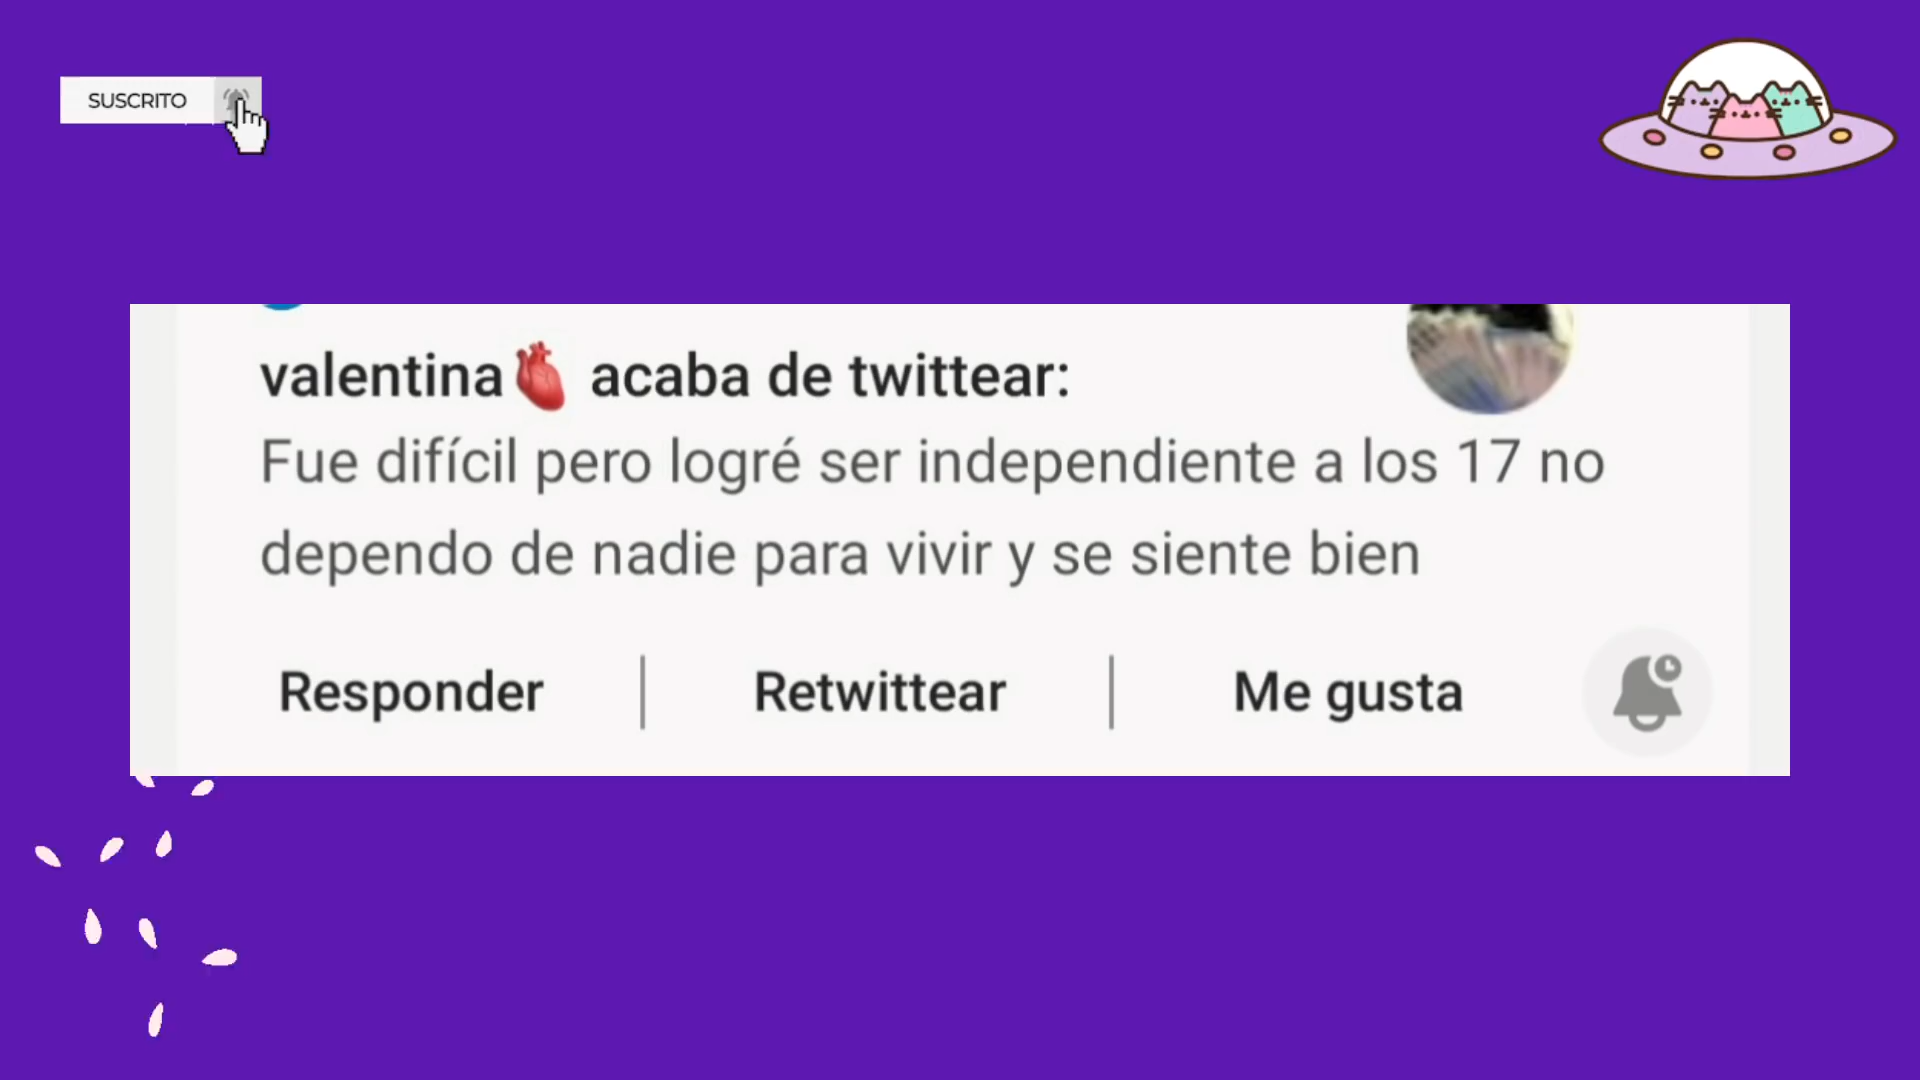 SUSCRITO
valentina🫀 acaba de twittear:
Fue difícil pero logré ser independiente a los 17 no
dependo de nadie para vivir y se siente bien
Responder | Retwittear | Me gusta